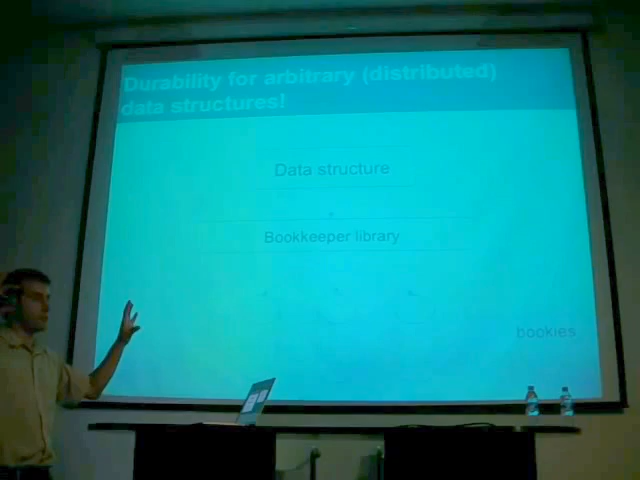 Durability for arbitrary (distributed)
data structures!
Data structure
Bookkeeper library
bookies